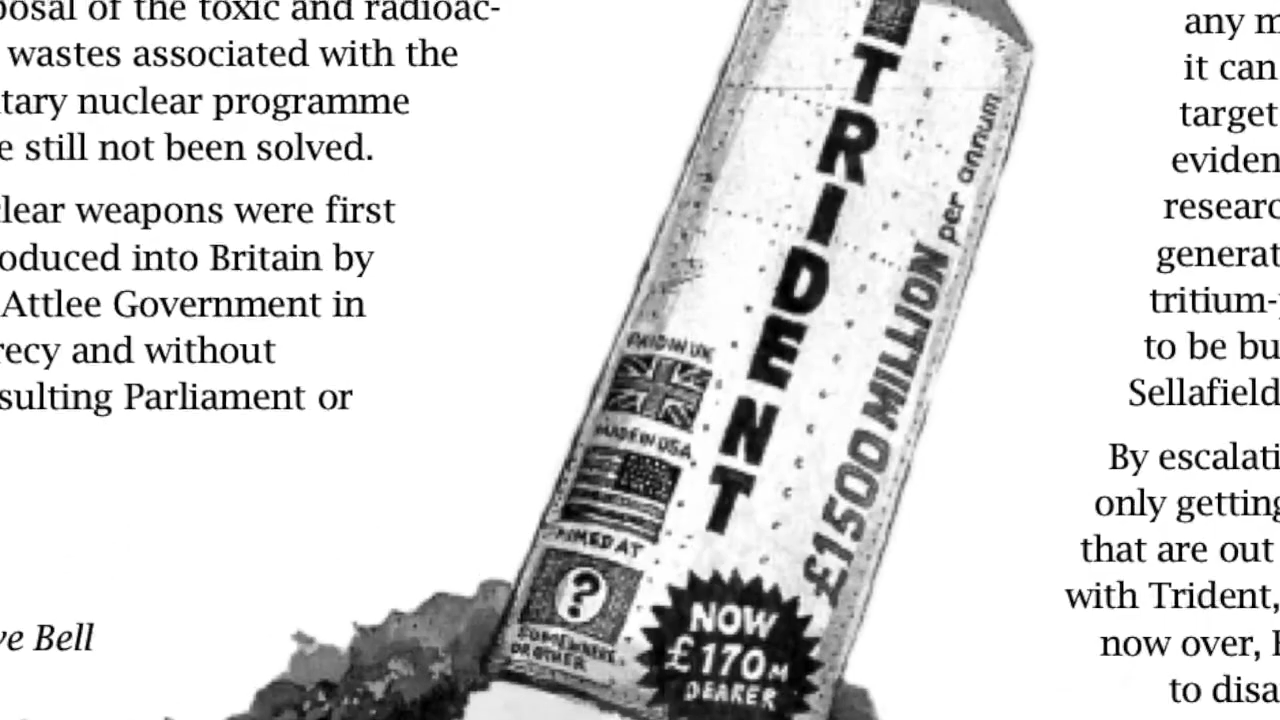 posal of the toxic and radioac-
wastes associated with the
tary nuclear programme
e still not been solved.
clear weapons were first
oduced into Britain by
Attlee Government in
recy and without
sulting Parliament or
ve Bell
TRIDENT
£1500 MILLION per annum
PAID IN UK
MADE IN USA
AIMED AT
?
SOMEWHERE
OR OTHER
NOW
£170M
DEARER
any m
it can
target
eviden
researc
generat
tritium-
to be bu
Sellafield
By escalati
only getting
that are out
with Trident,
now over,
to disa